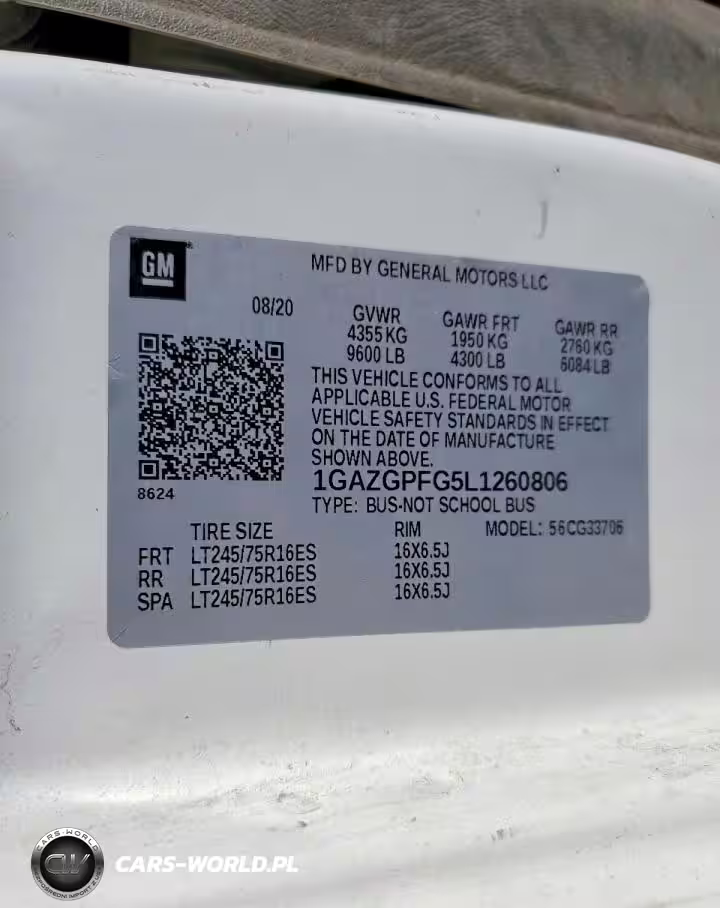 GM
MFD BY GENERAL MOTORS LLC
08/20
GVWR GAWR FRT GAWR RR
4355 KG 1950 KG 2760 KG
9600 LB 4300 LB 6084 LB
THIS VEHICLE CONFORMS TO ALL
APPLICABLE U.S. FEDERAL MOTOR
VEHICLE SAFETY STANDARDS IN EFFECT
ON THE DATE OF MANUFACTURE
SHOWN ABOVE.
1GAZGPFG5L1260806
8624
TYPE: BUS-NOT SCHOOL BUS
TIRE SIZE RIM MODEL: 56CG33706
FRT LT245/75R16ES 16X6.5J
RR LT245/75R16ES 16X6.5J
SPA LT245/75R16ES 16X6.5J
CARS-WORLD
CW
CARS-WORLD.PL